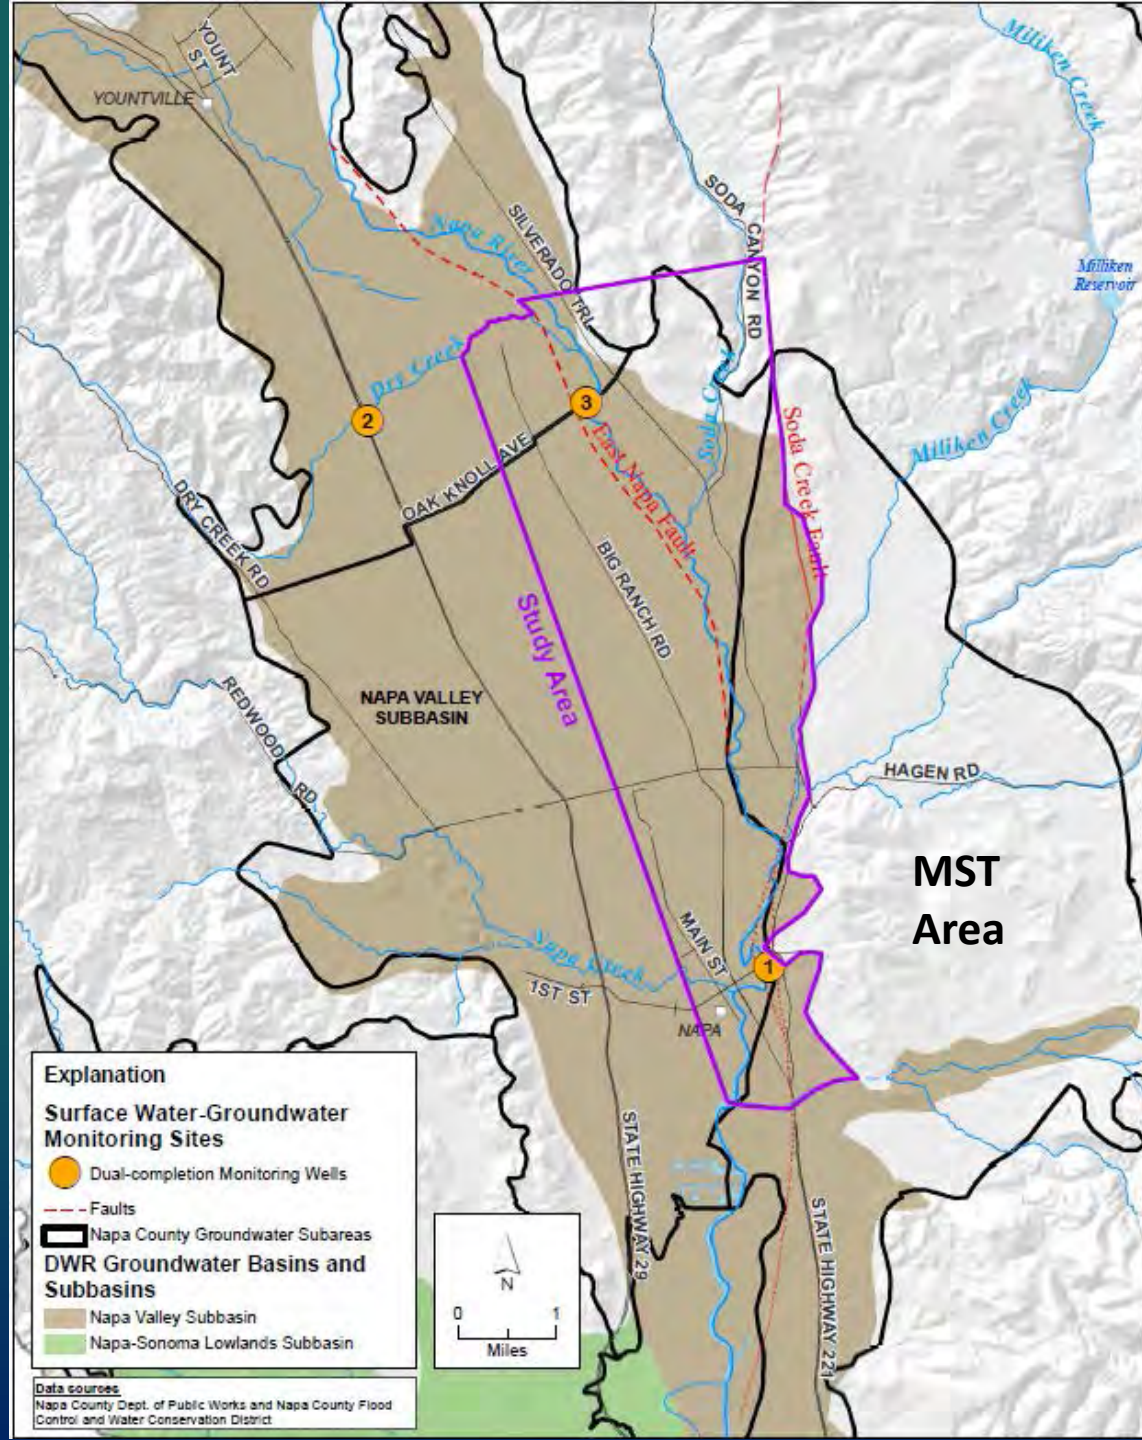 YOUNT
ST
YOUNTVILLE
Milliken Creek
SODA CANYON RD
SILVERADO TRL
Napa River
Milliken
Reservoir
Dry Creek
2
3
Soda Creek
Milliken Creek
Soda Creek Fault
East Napa Fault
OAK KNOLL AVE
DRY CREEK RD
BIG RANCH RD
Study Area
NAPA VALLEY
SUBBASIN
REDWOOD RD
HAGEN RD
MST
Area
MAIN ST
Napa Creek
1
1ST ST
NAPA
STATE HIGHWAY 29
STATE HIGHWAY 221
Explanation
Surface Water-Groundwater
Monitoring Sites
Dual-completion Monitoring Wells
Faults
Napa County Groundwater Subareas
DWR Groundwater Basins and
Subbasins
Napa Valley Subbasin
Napa-Sonoma Lowlands Subbasin
N
0 1
Miles
Data sources
Napa County Dept. of Public Works and Napa County Flood
Control and Water Conservation District